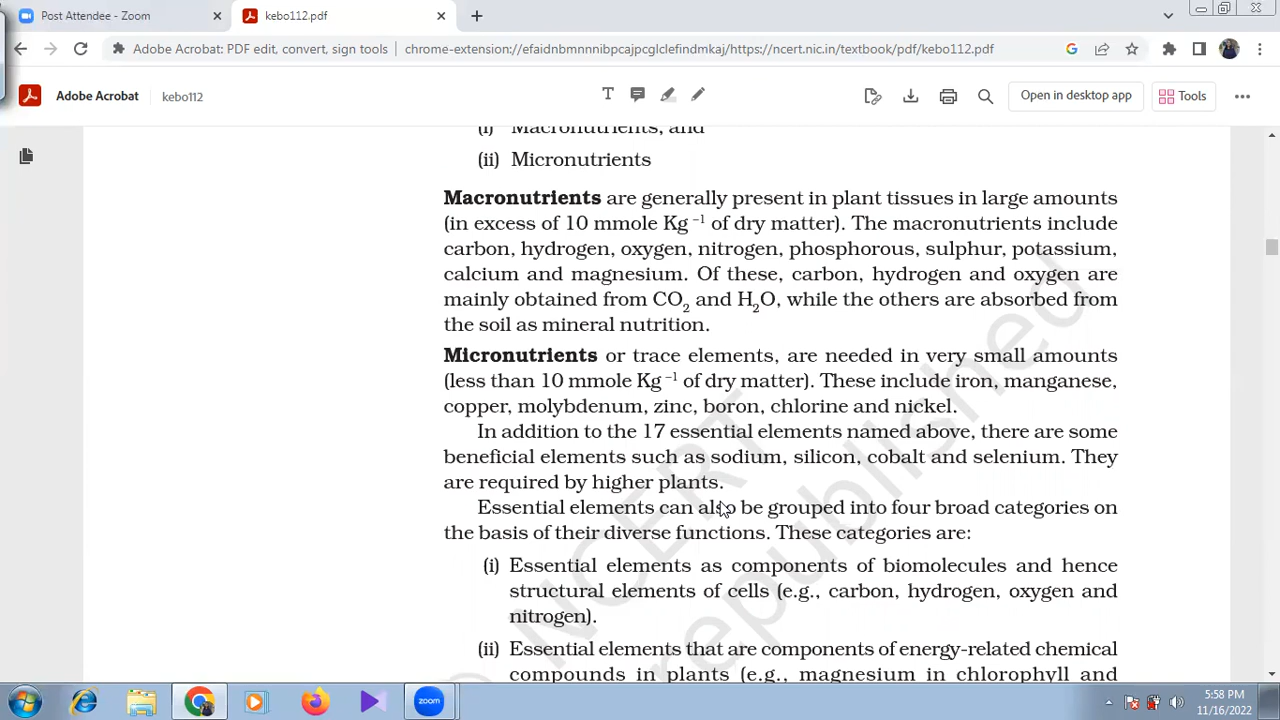 Post Attendee - Zoom
kebo112.pdf
Adobe Acrobat: PDF edit, convert, sign tools | chrome-extension://efaidnbmnnnibpcajpcglclefindmkaj/https://ncert.nic.in/textbook/pdf/kebo112.pdf
Adobe Acrobat
kebo112
Open in desktop app
Tools
(i) Macronutrients, and
(ii) Micronutrients
Macronutrients are generally present in plant tissues in large amounts
(in excess of 10 mmole Kg –1 of dry matter). The macronutrients include
carbon, hydrogen, oxygen, nitrogen, phosphorous, sulphur, potassium,
calcium and magnesium. Of these, carbon, hydrogen and oxygen are
mainly obtained from CO2 and H2O, while the others are absorbed from
the soil as mineral nutrition.
Micronutrients or trace elements, are needed in very small amounts
(less than 10 mmole Kg –1 of dry matter). These include iron, manganese,
copper, molybdenum, zinc, boron, chlorine and nickel.
In addition to the 17 essential elements named above, there are some
beneficial elements such as sodium, silicon, cobalt and selenium. They
are required by higher plants.
Essential elements can also be grouped into four broad categories on
the basis of their diverse functions. These categories are:
(i) Essential elements as components of biomolecules and hence
structural elements of cells (e.g., carbon, hydrogen, oxygen and
nitrogen).
(ii) Essential elements that are components of energy-related chemical
compounds in plants (e.g., magnesium in chlorophyll and
© NCERT
republished
zoom
5:58 PM
11/16/2022